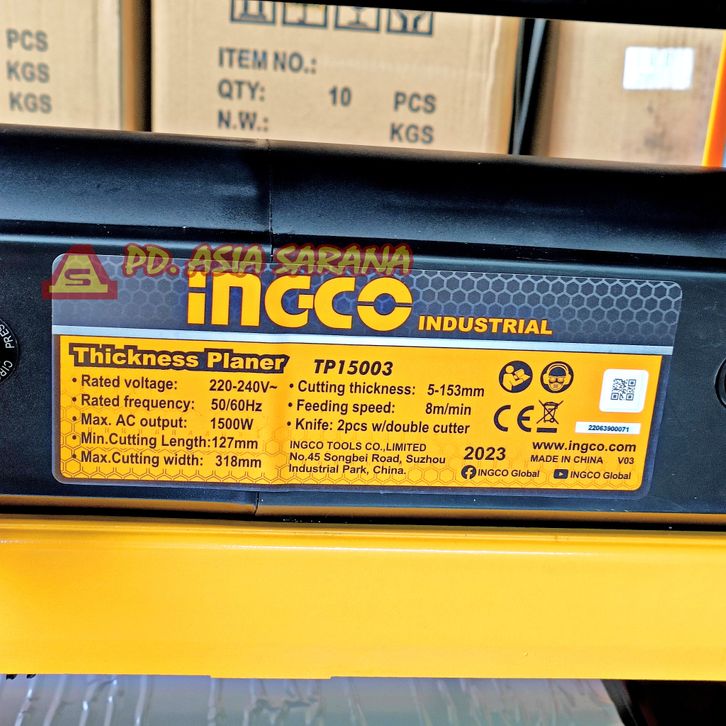 PCS
KGS
KGS
ITEM NO.:
QTY: 10 PCS
N.W.: KGS
PD. ASIA SARANA
INGCO INDUSTRIAL
Thickness Planer TP15003
• Rated voltage: 220-240V~
• Rated frequency: 50/60Hz
Max. AC output: 1500W
• Min.Cutting Length:127mm
• Max.Cutting width: 318mm
• Cutting thickness: 5-153mm
• Feeding speed: 8m/min
• Knife: 2pcs w/double cutter
INGCO TOOLS CO.,LIMITED
No.45 Songbei Road, Suzhou
Industrial Park, China.
2023
CE
22063900071
www.ingco.com
MADE IN CHINA V03
INGCO Global
INGCO Global